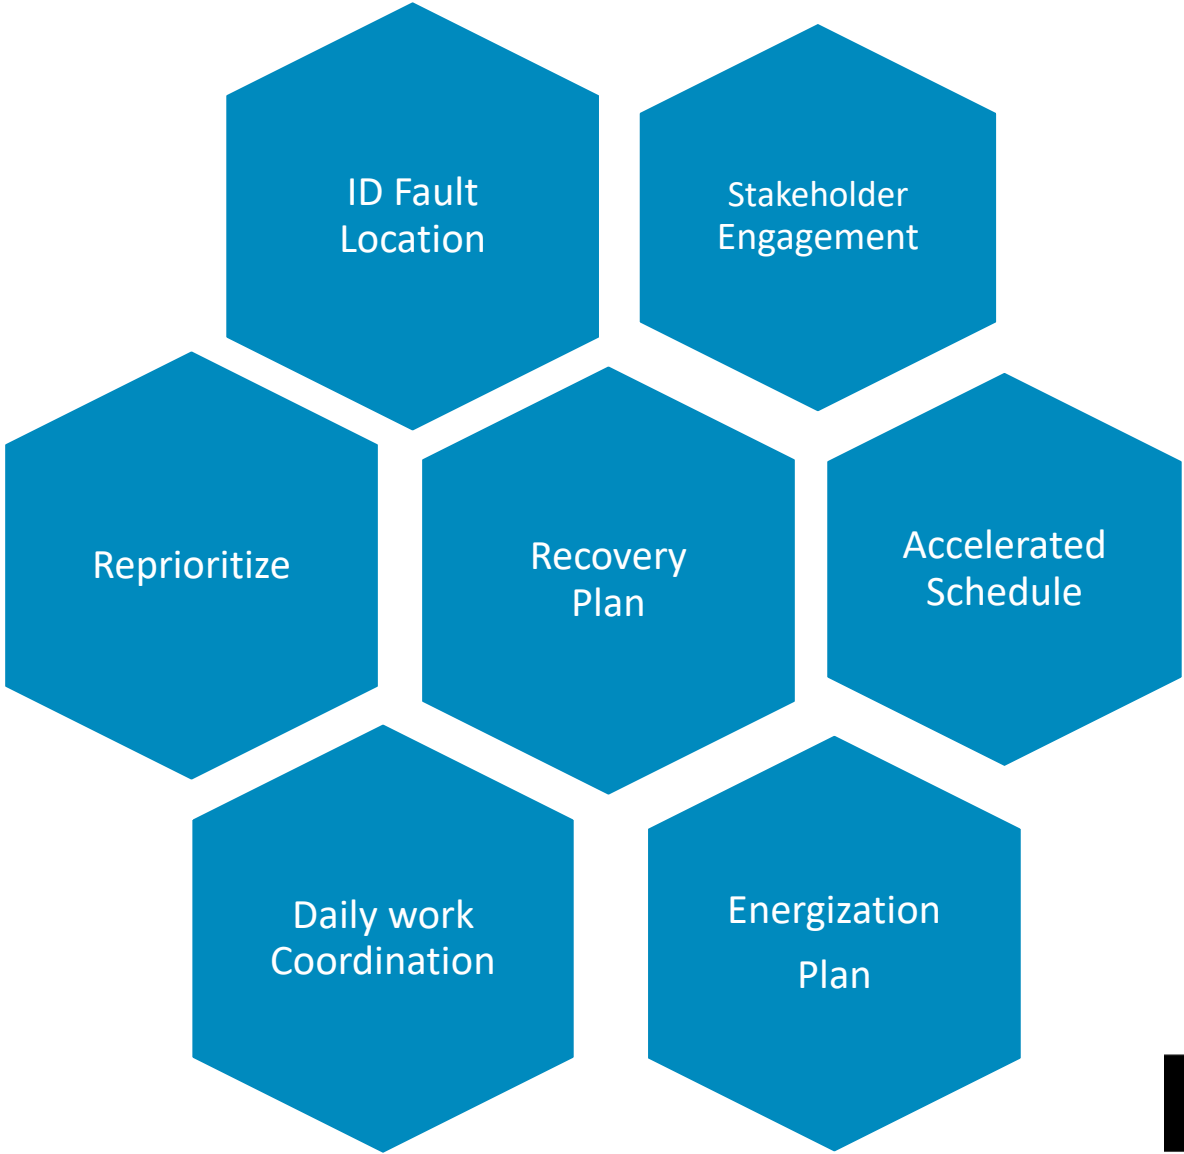 ID Fault
Location
Stakeholder
Engagement
Reprioritize
Recovery
Plan
Accelerated
Schedule
Daily work
Coordination
Energization
Plan